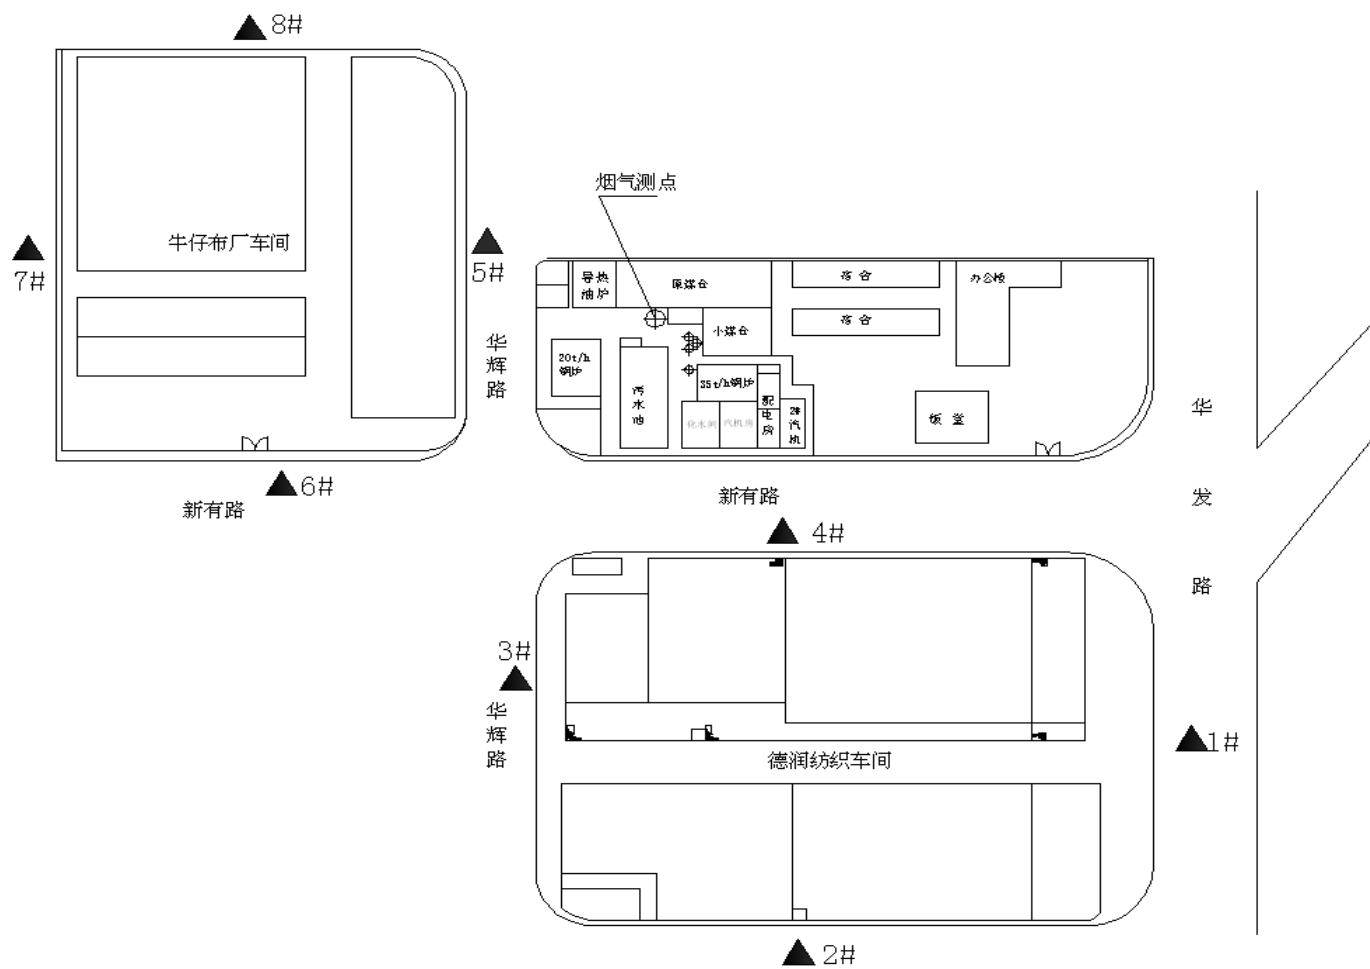 8#
烟气测点
牛仔布厂车间
7#
5#
导热
油炉
原煤仓
宿舍
办公楼
小煤仓
宿舍
华
辉
路
20t/h
锅炉
污
水
池
35t/h锅炉
配
电
房
2#
汽
机
化水间
汽机房
饭堂
6#
新有路
新有路
华
发
路
4#
3#
华
辉
路
德润纺织车间
1#
2#